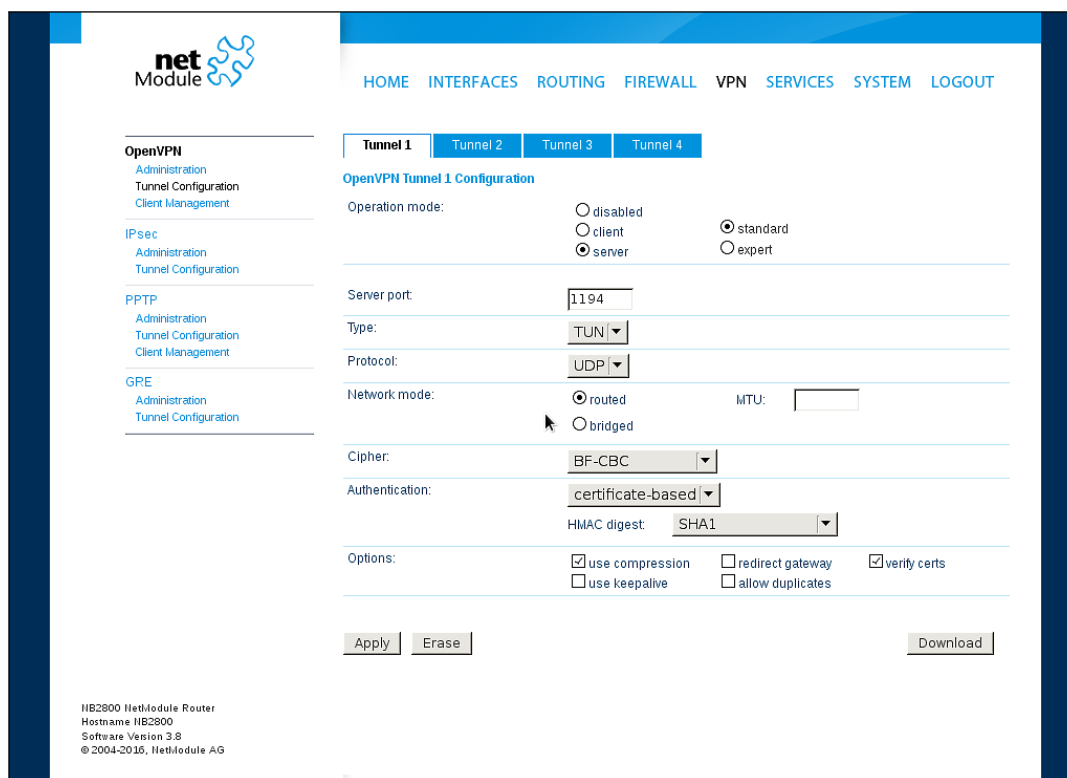 net
Module
HOME INTERFACES ROUTING FIREWALL VPN SERVICES SYSTEM LOGOUT
OpenVPN
Administration
Tunnel Configuration
Client Management
IPsec
Administration
Tunnel Configuration
PPTP
Administration
Tunnel Configuration
Client Management
GRE
Administration
Tunnel Configuration
Tunnel 1 Tunnel 2 Tunnel 3 Tunnel 4
OpenVPN Tunnel 1 Configuration
Operation mode:
disabled
client
server
standard
expert
Server port: 1194
Type: TUN
Protocol: UDP
Network mode: routed MTU:
bridged
Cipher: BF-CBC
Authentication: certificate-based
HMAC digest: SHA1
Options: use compression redirect gateway verify certs
use keepalive allow duplicates
Apply Erase Download
NB2800 NetModule Router
Hostname NB2800
Software Version 3.8
© 2004-2016, NetModule AG